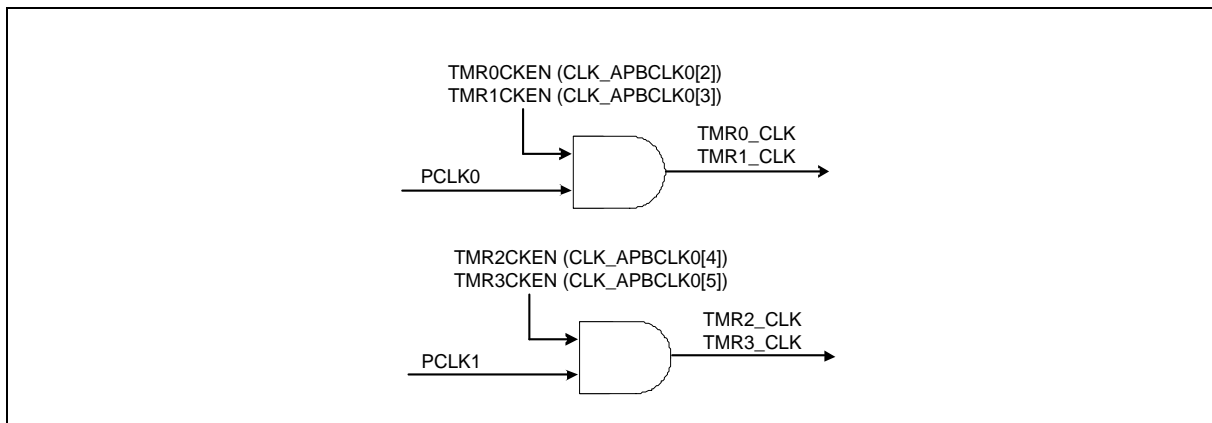 TMR0CKEN (CLK_APBCLK0[2])
TMR1CKEN (CLK_APBCLK0[3])
TMR0_CLK
TMR1_CLK
PCLK0
TMR2CKEN (CLK_APBCLK0[4])
TMR3CKEN (CLK_APBCLK0[5])
TMR2_CLK
TMR3_CLK
PCLK1